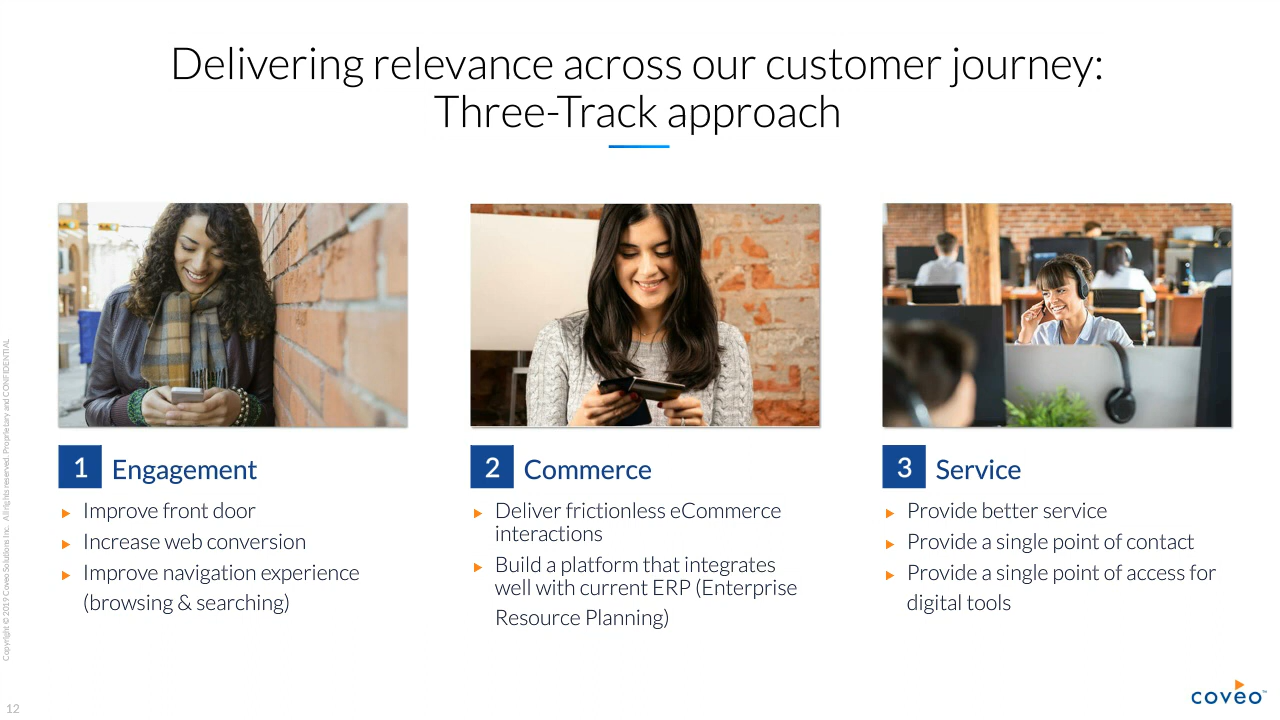 Delivering relevance across our customer journey:
Three-Track approach
1 Engagement
Improve front door
Increase web conversion
Improve navigation experience
(browsing & searching)
2 Commerce
Deliver frictionless eCommerce
interactions
Build a platform that integrates
well with current ERP (Enterprise
Resource Planning)
3 Service
Provide better service
Provide a single point of contact
Provide a single point of access for
digital tools
Copyright © 2019 Coveo Solutions Inc. All rights reserved. Proprietary and CONFIDENTIAL
12
coveo™